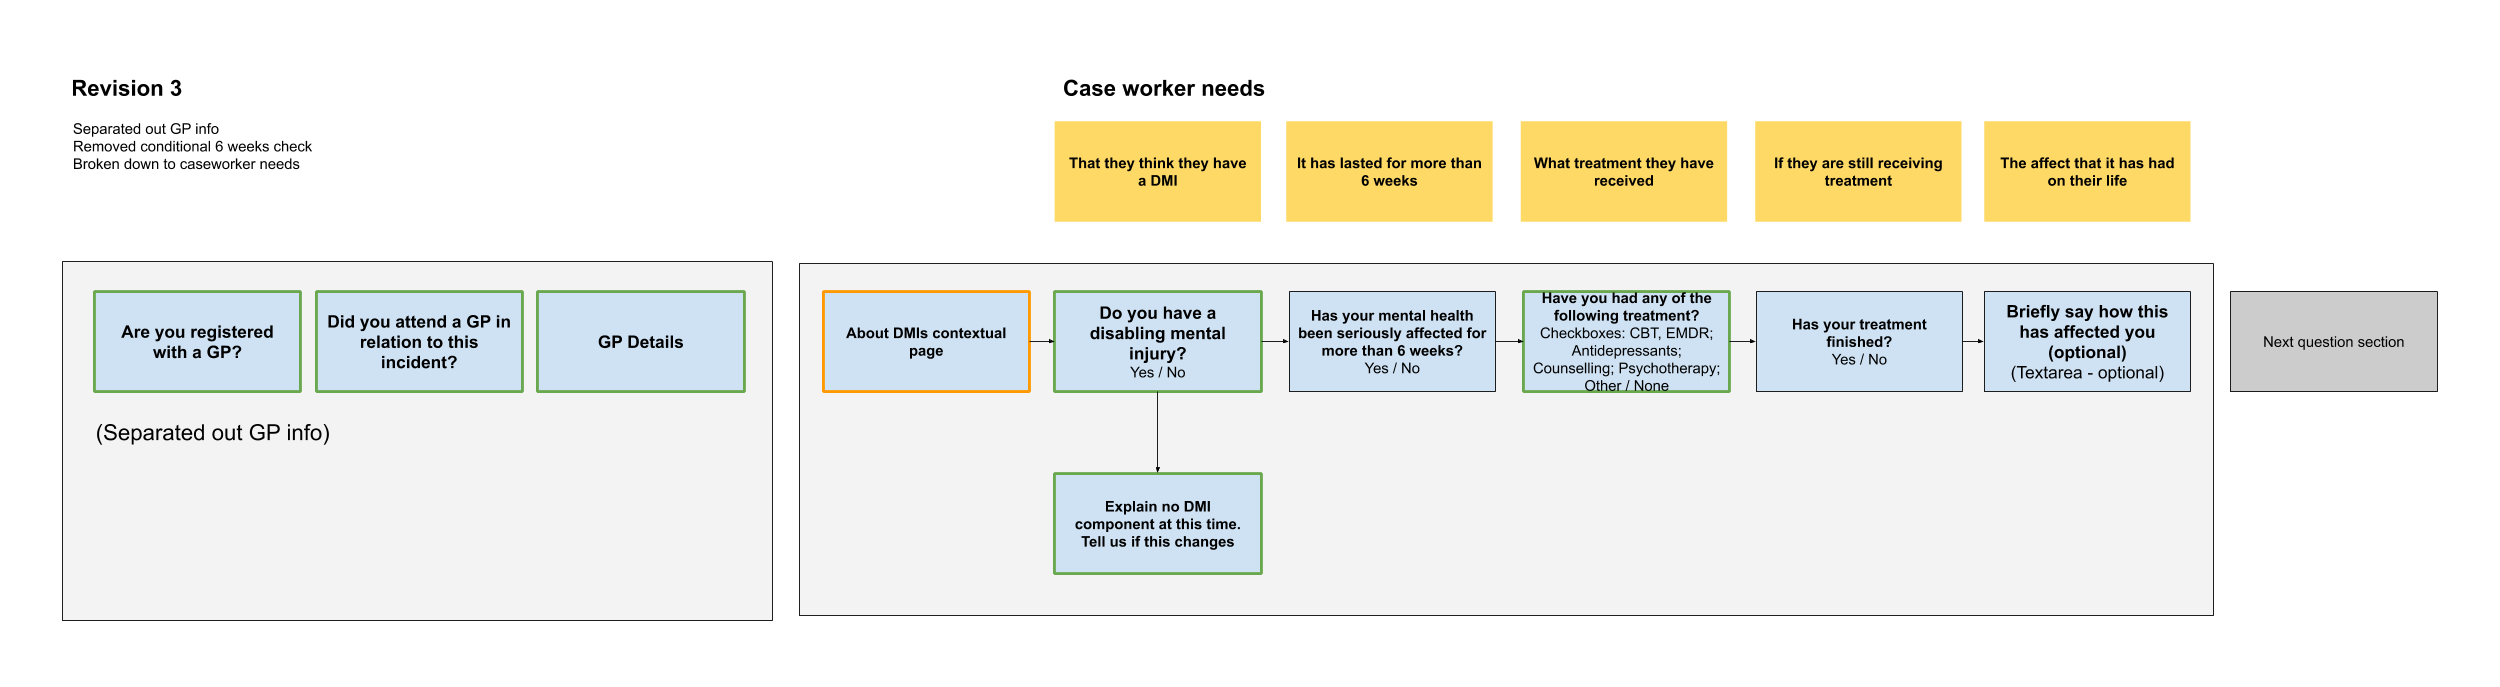 Revision 3
Separated out GP info
Removed conditional 6 weeks check
Broken down to caseworker needs
Case worker needs
That they think they have
a DMI
It has lasted for more than
6 weeks
What treatment they have
received
If they are still receiving
treatment
The affect that it has had
on their life
Are you registered
with a GP?
Did you attend a GP in
relation to this
incident?
GP Details
(Separated out GP info)
About DMIs contextual
page
Do you have a
disabling mental
injury?
Yes / No
Has your mental health
been seriously affected for
more than 6 weeks?
Yes / No
Have you had any of the
following treatment?
Checkboxes: CBT, EMDR;
Antidepressants;
Counselling; Psychotherapy;
Other / None
Has your treatment
finished?
Yes / No
Briefly say how this
has affected you
(optional)
(Textarea - optional)
Next question section
Explain no DMI
component at this time.
Tell us if this changes